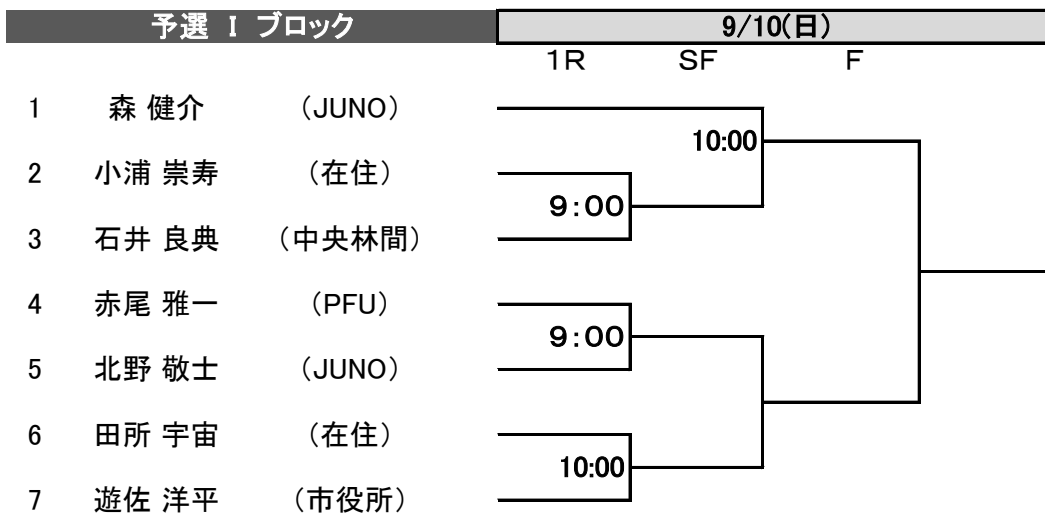 予選 I ブロック 9/10(日)
1R SF F
1 森 健介 (JUNO)
10:00
2 小浦 崇寿 (在住)
9:00
3 石井 良典 (中央林間)
4 赤尾 雅一 (PFU)
9:00
5 北野 敬士 (JUNO)
6 田所 宇宙 (在住)
10:00
7 遊佐 洋平 (市役所)